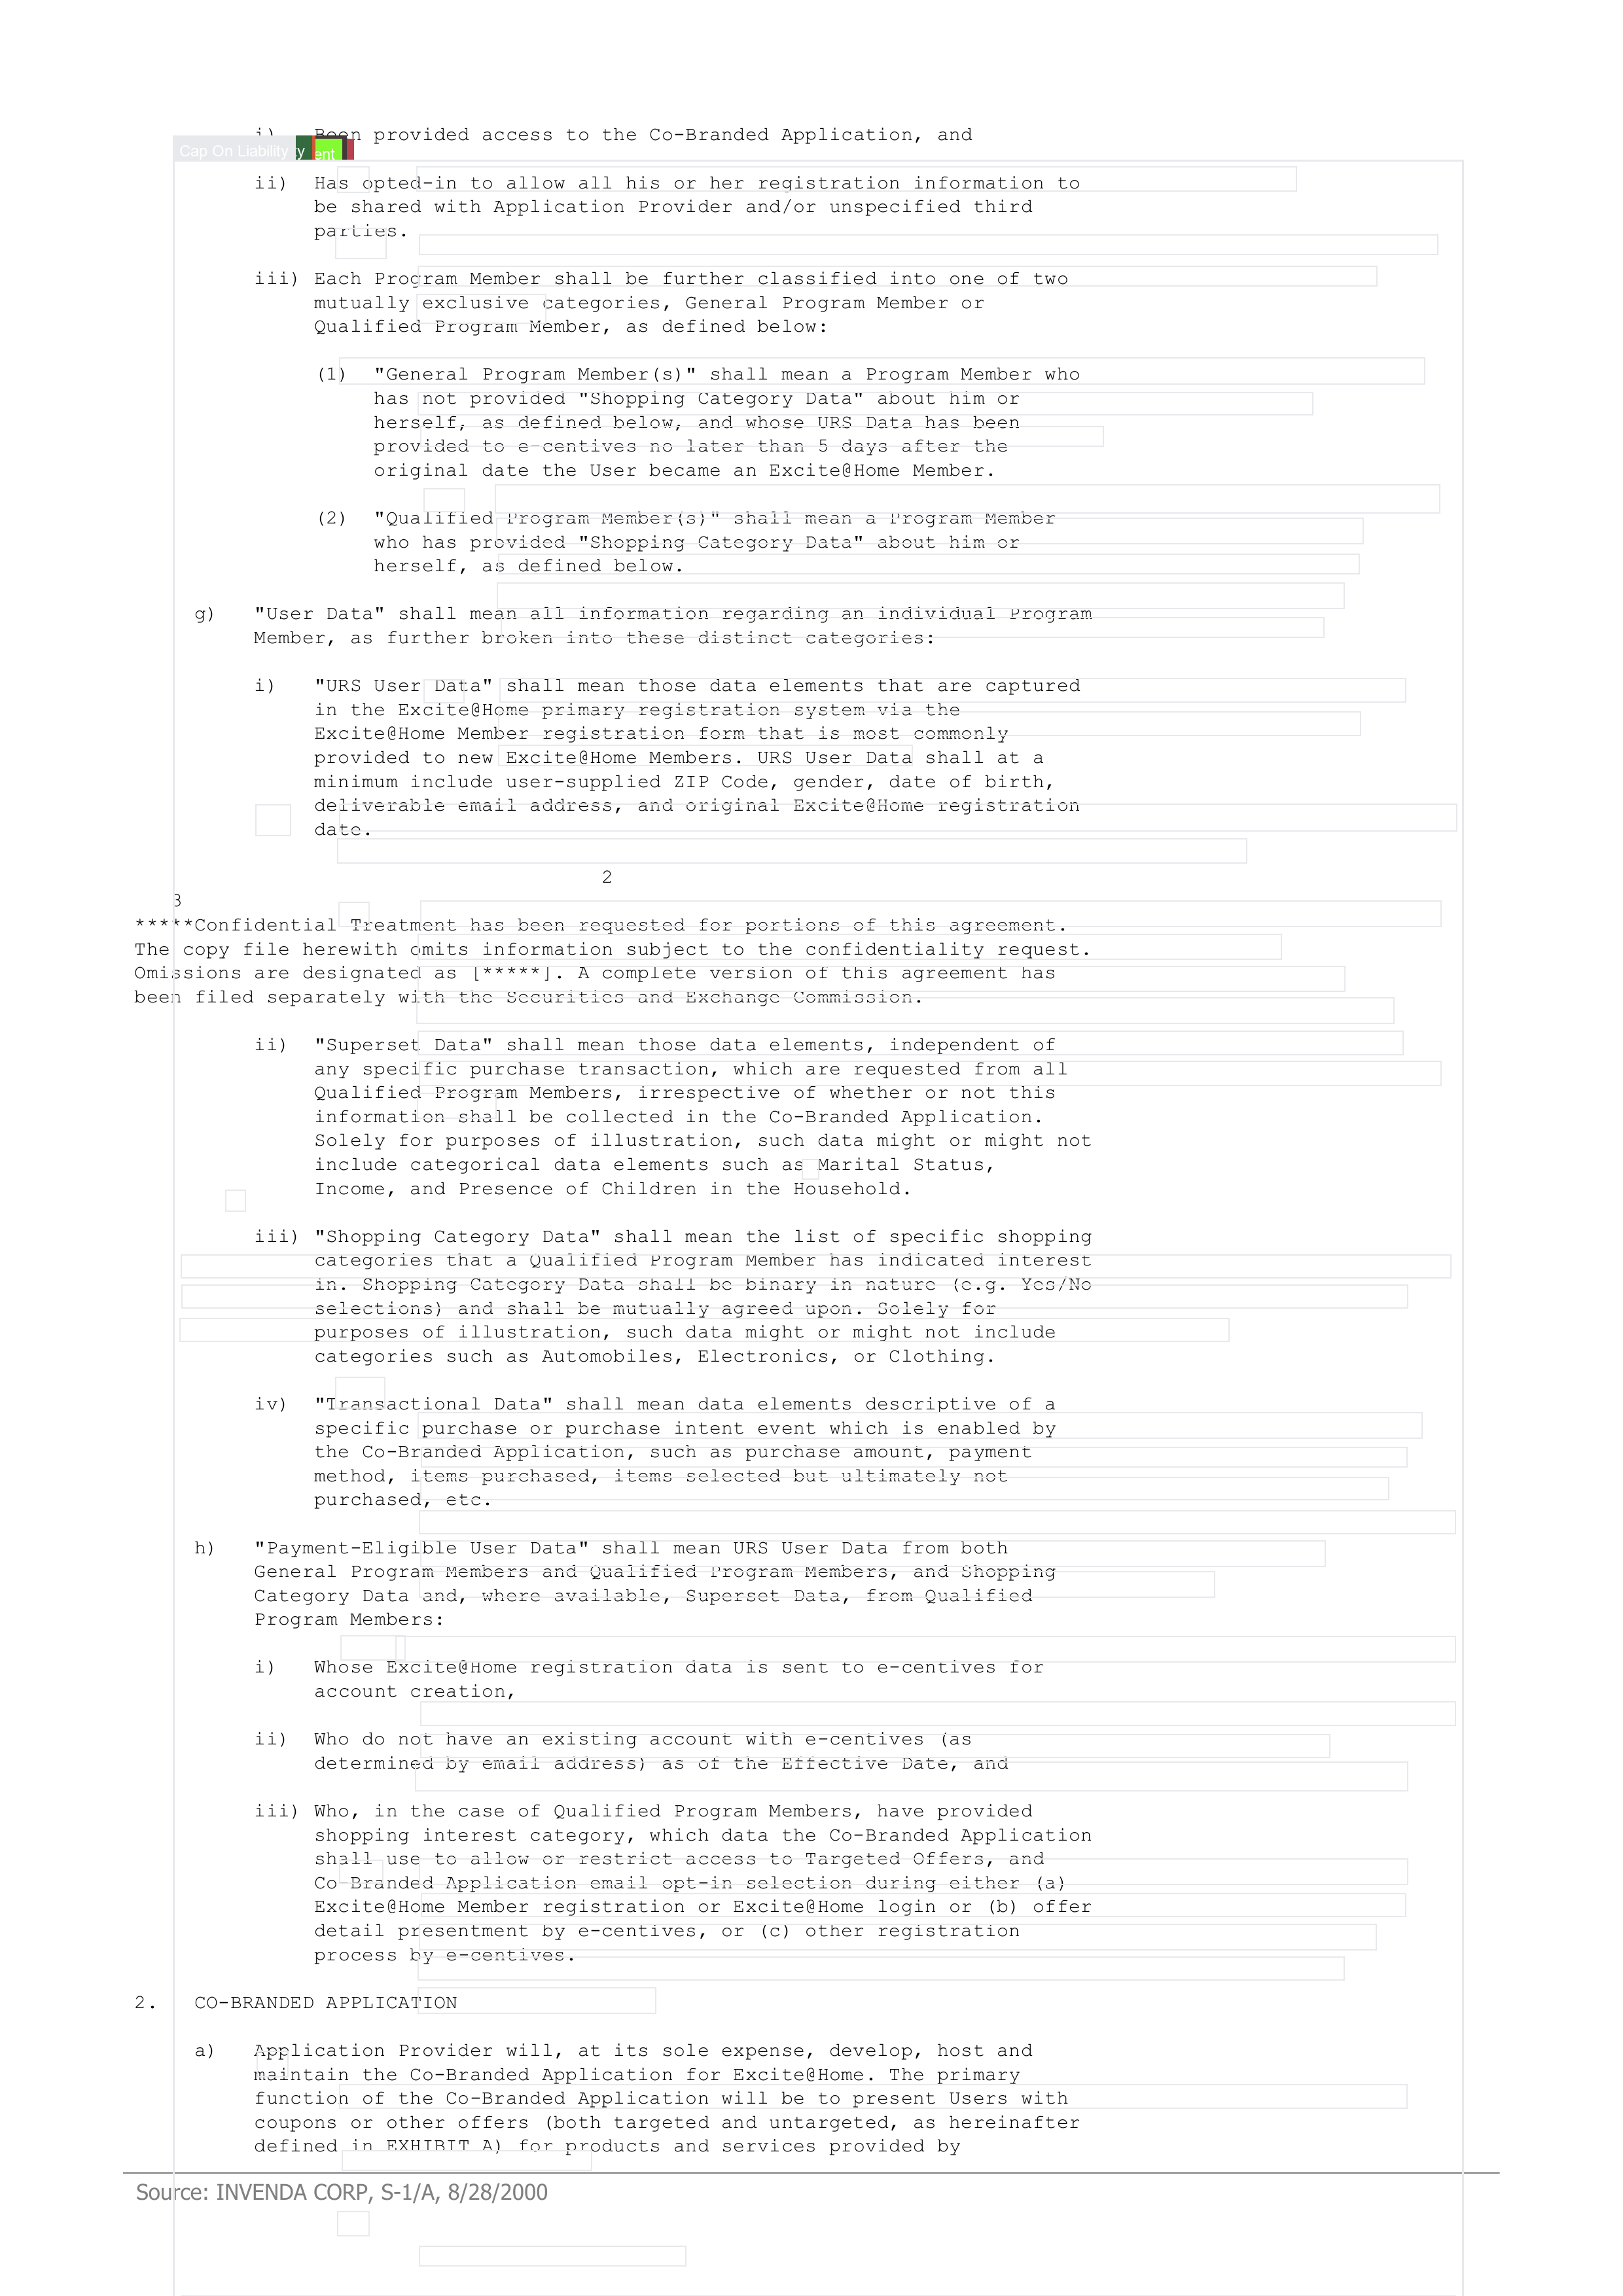 i) Been provided access to the Co-Branded Application, and
Cap On Liability ty ent
ii) Has opted-in to allow all his or her registration information to
be shared with Application Provider and/or unspecified third
parties.
iii) Each Program Member shall be further classified into one of two
mutually exclusive categories, General Program Member or
Qualified Program Member, as defined below:
(1) "General Program Member(s)" shall mean a Program Member who
has not provided "Shopping Category Data" about him or
herself, as defined below, and whose URS Data has been
provided to e-centives no later than 5 days after the
original date the User became an Excite@Home Member.
(2) "Qualified Program Member(s)" shall mean a Program Member
who has provided "Shopping Category Data" about him or
herself, as defined below.
g) "User Data" shall mean all information regarding an individual Program
Member, as further broken into these distinct categories:
i) "URS User Data" shall mean those data elements that are captured
in the Excite@Home primary registration system via the
Excite@Home Member registration form that is most commonly
provided to new Excite@Home Members. URS User Data shall at a
minimum include user-supplied ZIP Code, gender, date of birth,
deliverable email address, and original Excite@Home registration
date.
2
3
*****Confidential Treatment has been requested for portions of this agreement.
The copy file herewith omits information subject to the confidentiality request.
Omissions are designated as [*****]. A complete version of this agreement has
been filed separately with the Securities and Exchange Commission.
ii) "Superset Data" shall mean those data elements, independent of
any specific purchase transaction, which are requested from all
Qualified Program Members, irrespective of whether or not this
information shall be collected in the Co-Branded Application.
Solely for purposes of illustration, such data might or might not
include categorical data elements such as Marital Status,
Income, and Presence of Children in the Household.
iii) "Shopping Category Data" shall mean the list of specific shopping
categories that a Qualified Program Member has indicated interest
in. Shopping Category Data shall be binary in nature (e.g. Yes/No
selections) and shall be mutually agreed upon. Solely for
purposes of illustration, such data might or might not include
categories such as Automobiles, Electronics, or Clothing.
iv) "Transactional Data" shall mean data elements descriptive of a
specific purchase or purchase intent event which is enabled by
the Co-Branded Application, such as purchase amount, payment
method, items purchased, items selected but ultimately not
purchased, etc.
h) "Payment-Eligible User Data" shall mean URS User Data from both
General Program Members and Qualified Program Members, and Shopping
Category Data and, where available, Superset Data, from Qualified
Program Members:
i) Whose Excite@Home registration data is sent to e-centives for
account creation,
ii) Who do not have an existing account with e-centives (as
determined by email address) as of the Effective Date, and
iii) Who, in the case of Qualified Program Members, have provided
shopping interest category, which data the Co-Branded Application
shall use to allow or restrict access to Targeted Offers, and
Co-Branded Application email opt-in selection during either (a)
Excite@Home Member registration or Excite@Home login or (b) offer
detail presentment by e-centives, or (c) other registration
process by e-centives.
2. CO-BRANDED APPLICATION
a) Application Provider will, at its sole expense, develop, host and
maintain the Co-Branded Application for Excite@Home. The primary
function of the Co-Branded Application will be to present Users with
coupons or other offers (both targeted and untargeted, as hereinafter
defined in EXHIBIT A) for products and services provided by
Source: INVENDA CORP, S-1/A, 8/28/2000